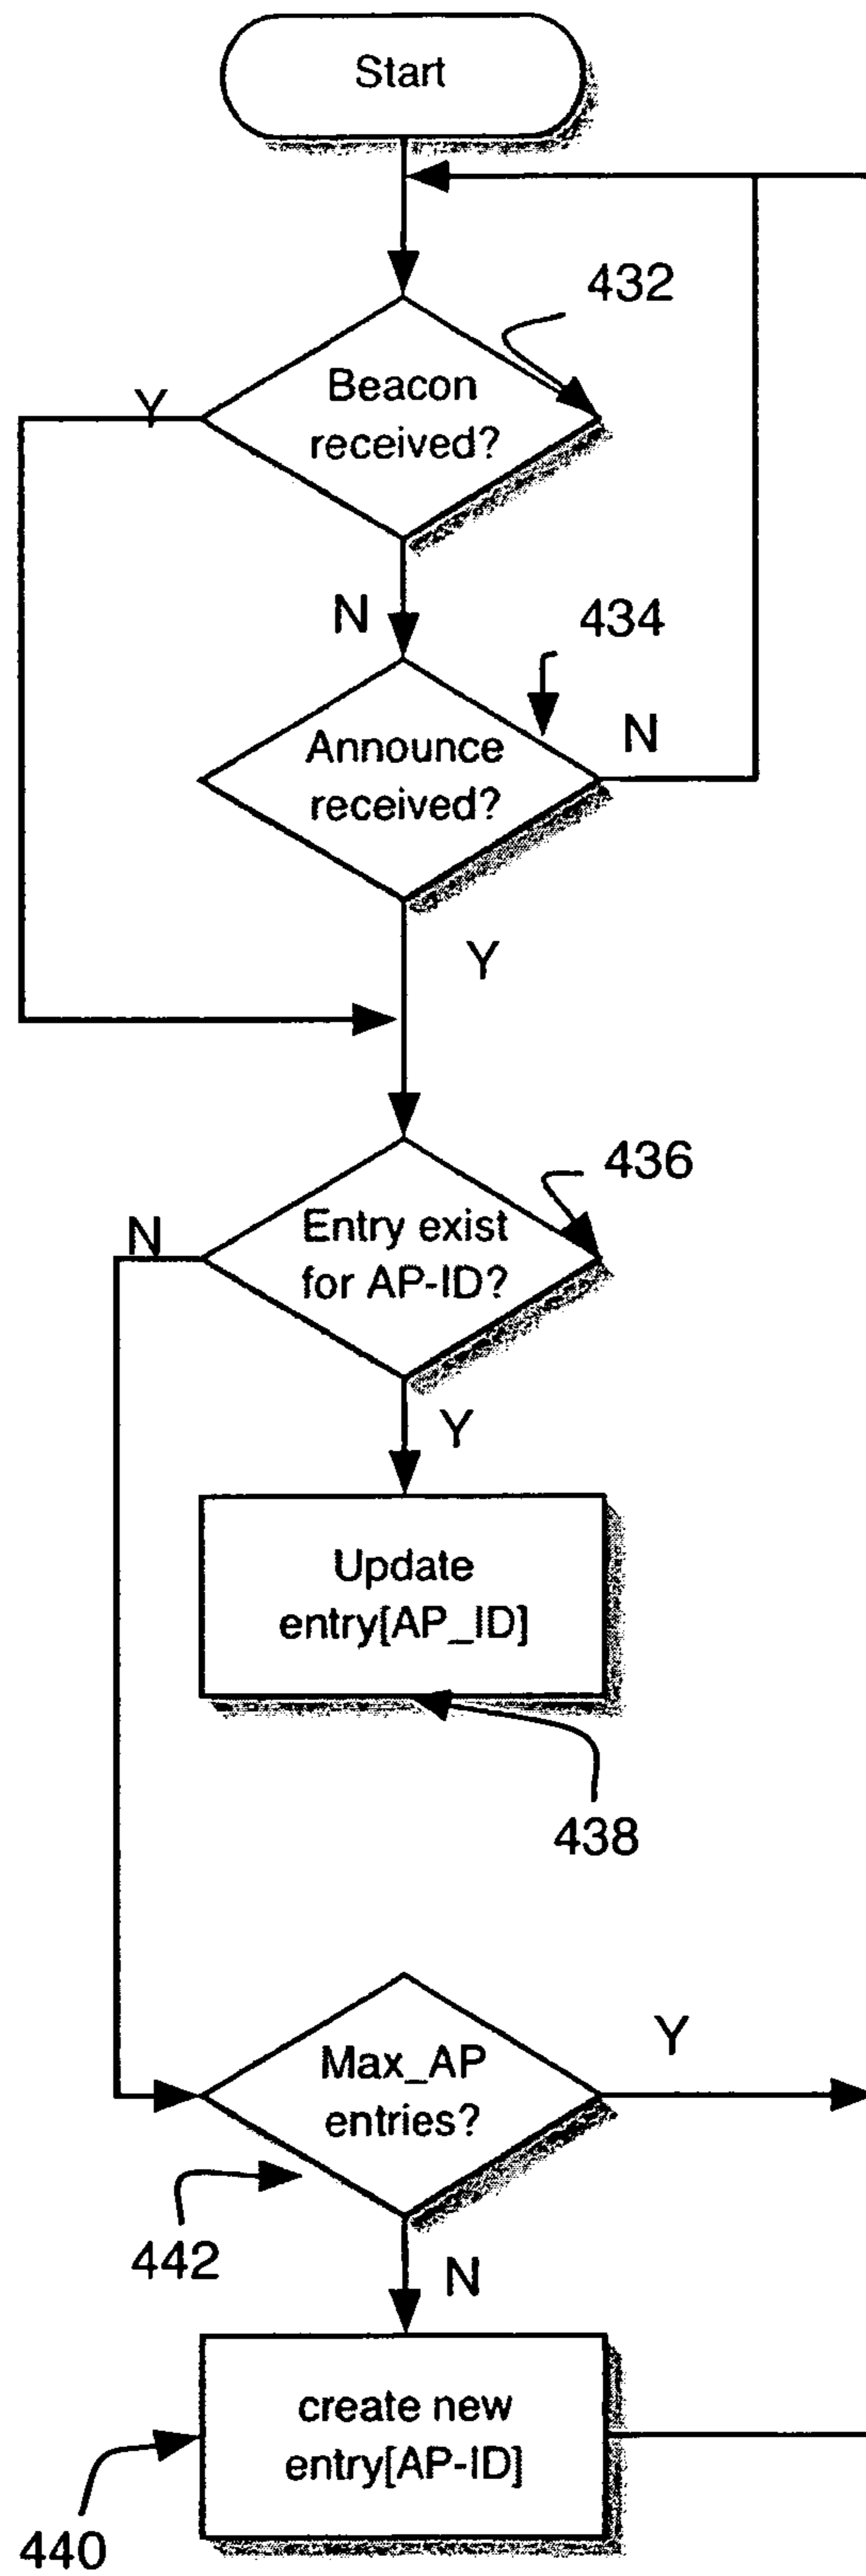 Start
432
Beacon
received?
Y
N
434
Announce
received?
N
Y
436
Entry exist
for AP-ID?
N
Y
Update
entry[AP_ID]
438
Max_AP
entries?
Y
442
N
create new
entry[AP-ID]
440